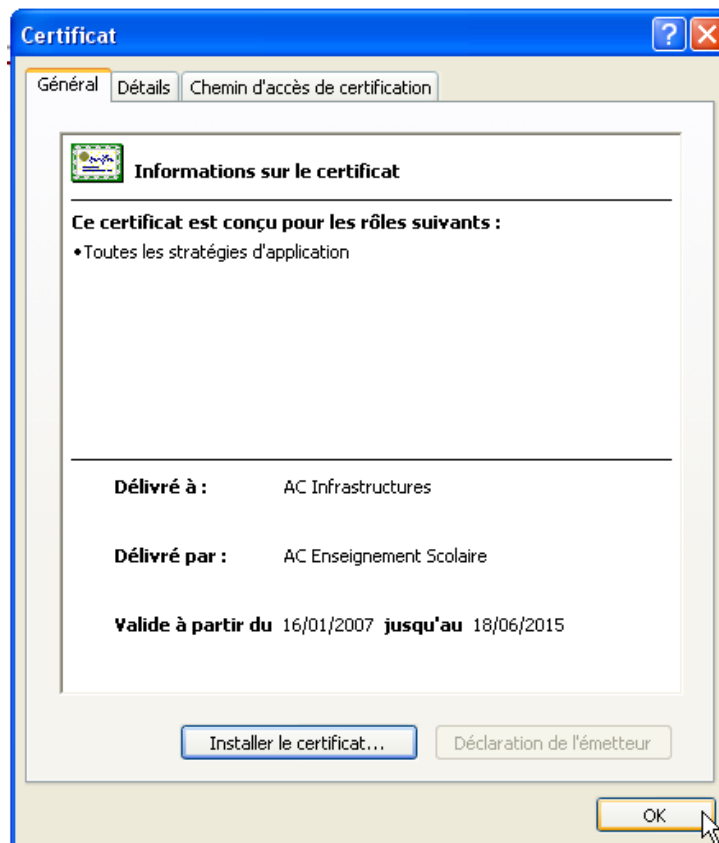 Certificat
Général Détails Chemin d'accès de certification
Informations sur le certificat
Ce certificat est conçu pour les rôles suivants :
•Toutes les stratégies d'application
Délivré à : AC Infrastructures
Délivré par : AC Enseignement Scolaire
Valide à partir du 16/01/2007 jusqu'au 18/06/2015
Installer le certificat... Déclaration de l'émetteur
OK